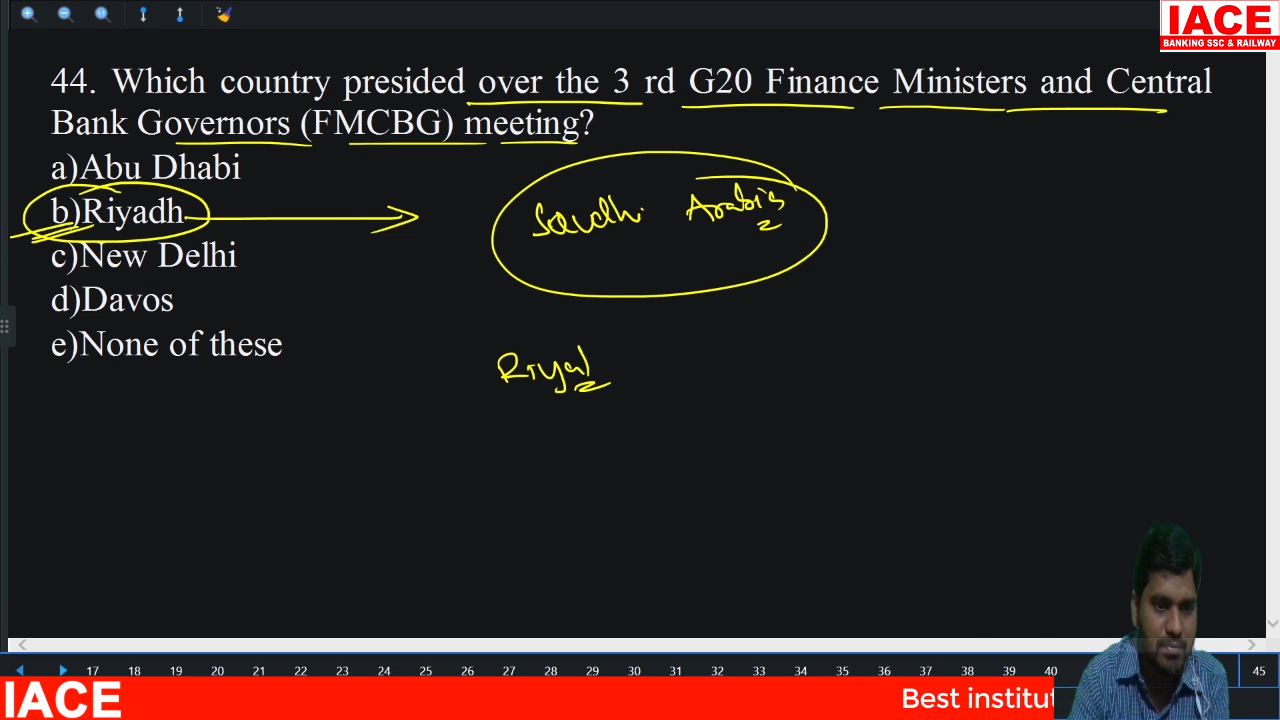 IACE
BANKING SSC & RAILWAY
44. Which country presided over the 3 rd G20 Finance Ministers and Central
Bank Governors (FMCBG) meeting?
a)Abu Dhabi
b)Riyadh
Saudhi Arabia
c)New Delhi
d)Davos
e)None of these
Riyal
17 18 19 20 21 22 23 24 25 26 27 28 29 30 31 32 33 34 35 36 37 38 39 40 45
IACE
Best institut